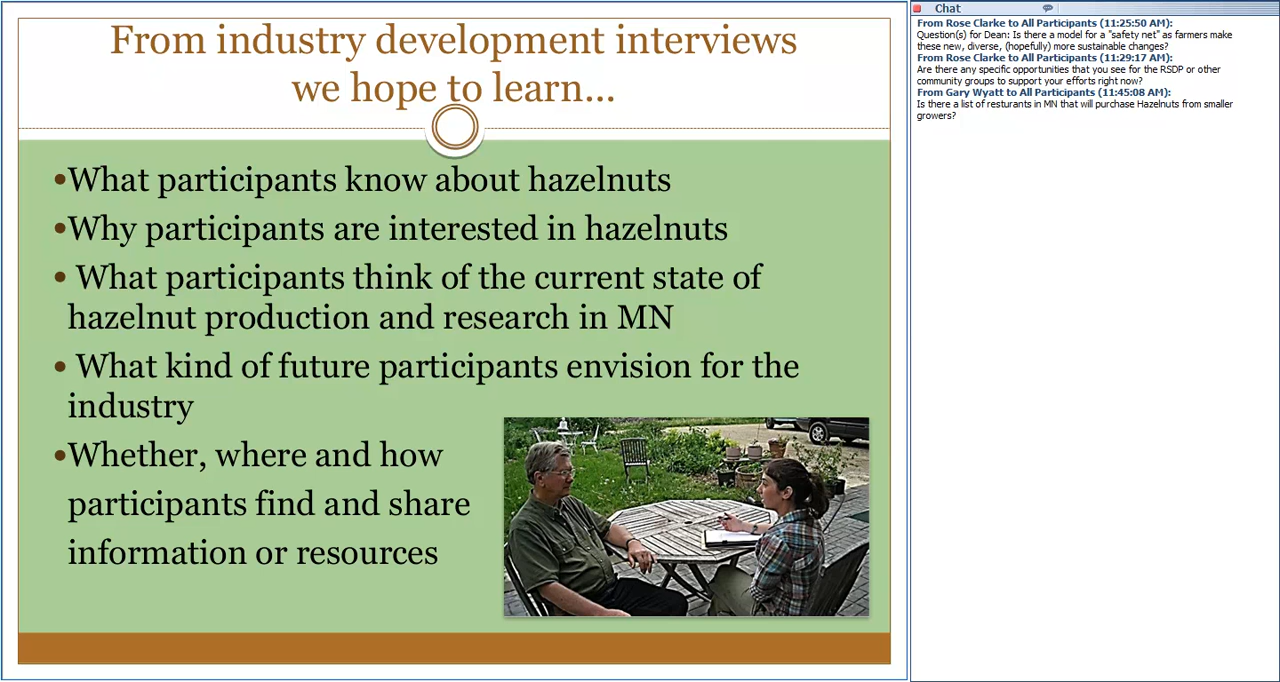 From industry development interviews
we hope to learn...
•What participants know about hazelnuts
•Why participants are interested in hazelnuts
• What participants think of the current state of
hazelnut production and research in MN
• What kind of future participants envision for the
industry
•Whether, where and how
participants find and share
information or resources
Chat
From Rose Clarke to All Participants (11:25:50 AM):
Question(s) for Dean: Is there a model for a "safety net" as farmers make
these new, diverse, (hopefully) more sustainable changes?
From Rose Clarke to All Participants (11:29:17 AM):
Are there any specific opportunities that you see for the RSDP or other
community groups to support your efforts right now?
From Gary Wyatt to All Participants (11:45:08 AM):
Is there a list of resturants in MN that will purchase Hazelnuts from smaller
growers?